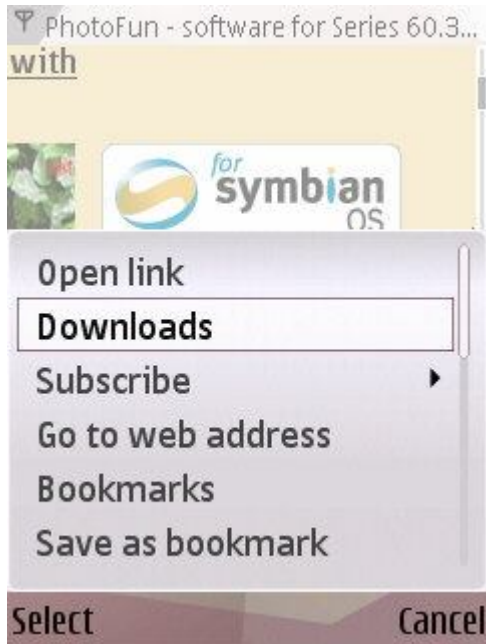 PhotoFun - software for Series 60.3...
with
for
symbian
OS
Open link
Downloads
Subscribe
Go to web address
Bookmarks
Save as bookmark
Select Cancel